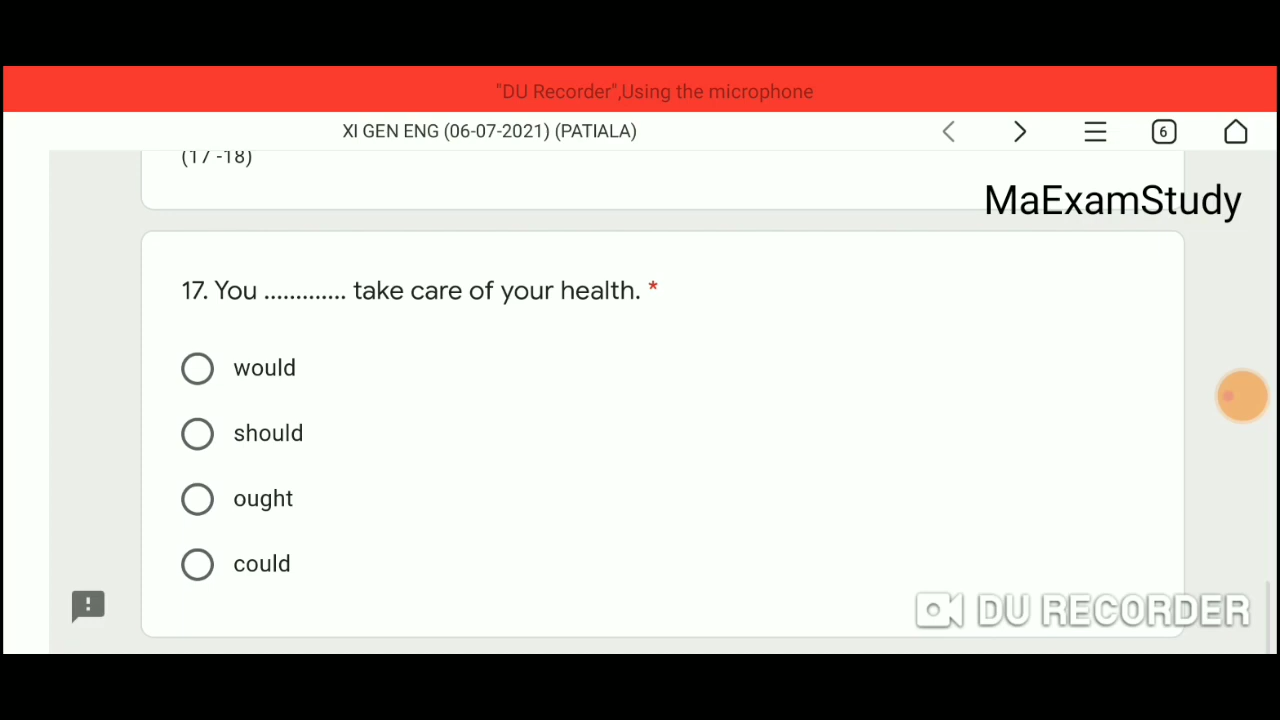 "DU Recorder",Using the microphone
XI GEN ENG (06-07-2021) (PATIALA)
6
(17 -18)
MaExamStudy
17. You ............. take care of your health. *
would
should
ought
could
!
DU RECORDER